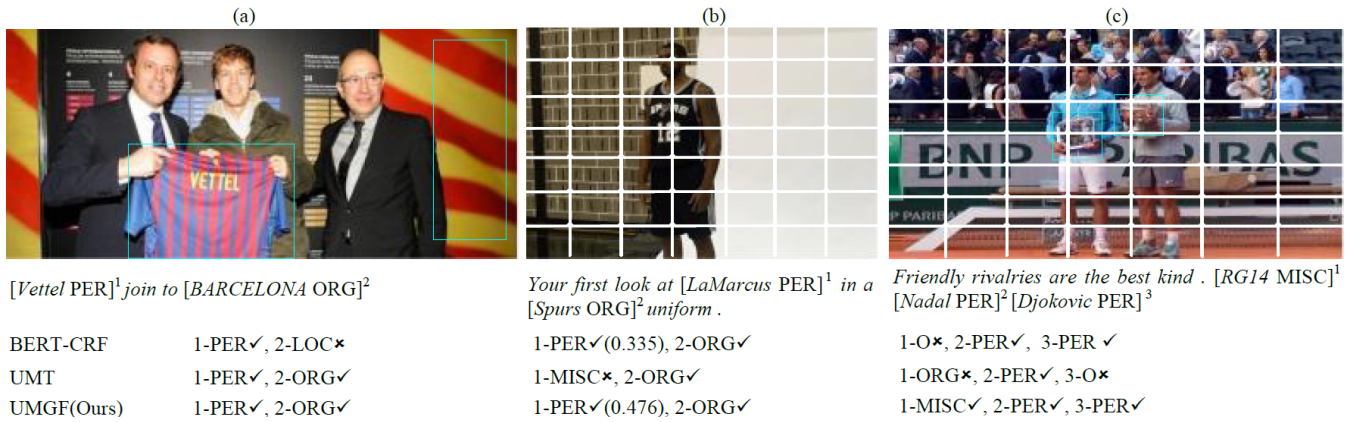 (a) (b) (c)
VETTEL
SPURS
12
BNP PARIBAS
BNP PARIBAS
[Vettel PER]1 join to [BARCELONA ORG]2
Your first look at [LaMarcus PER]1 in a
[Spurs ORG]2 uniform .
Friendly rivalries are the best kind . [RG14 MISC]1
[Nadal PER]2 [Djokovic PER]3
BERT-CRF 1-PER✓, 2-LOC✗ 1-PER✓(0.335), 2-ORG✓ 1-O✗, 2-PER✓, 3-PER ✓
UMT 1-PER✓, 2-ORG✓ 1-MISC✗, 2-ORG✓ 1-ORG✗, 2-PER✓, 3-O✗
UMGF(Ours) 1-PER✓, 2-ORG✓ 1-PER✓(0.476), 2-ORG✓ 1-MISC✓, 2-PER✓, 3-PER✓